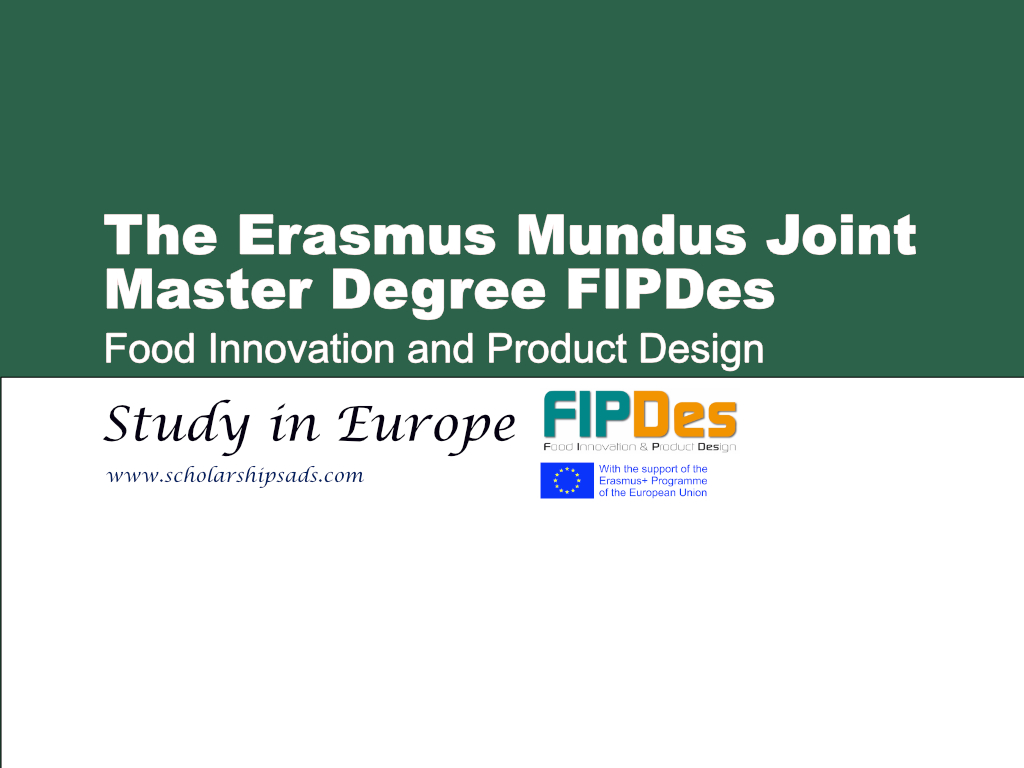 The Erasmus Mundus Joint
Master Degree FIPDes
Food Innovation and Product Design
Study in Europe
www.scholarshipsads.com
FIPDes
Food Innovation & Product Design
With the support of the
Erasmus+ Programme
of the European Union